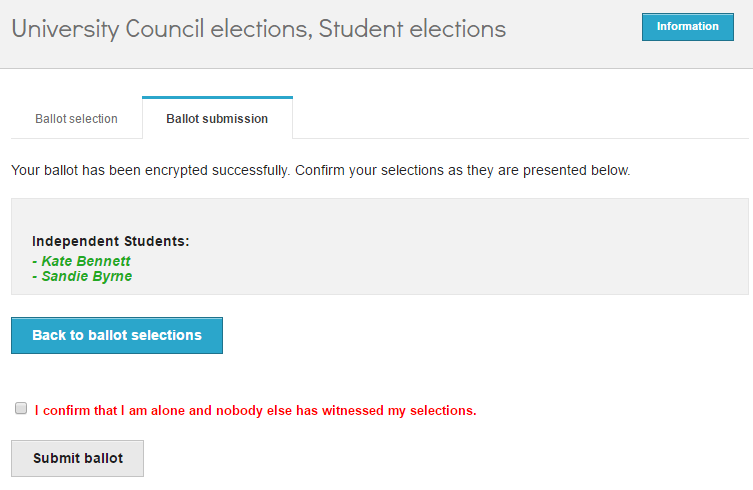 University Council elections, Student elections
Information
Ballot selection
Ballot submission
Your ballot has been encrypted successfully. Confirm your selections as they are presented below.
Independent Students:
- Kate Bennett
- Sandie Byrne
Back to ballot selections
I confirm that I am alone and nobody else has witnessed my selections.
Submit ballot